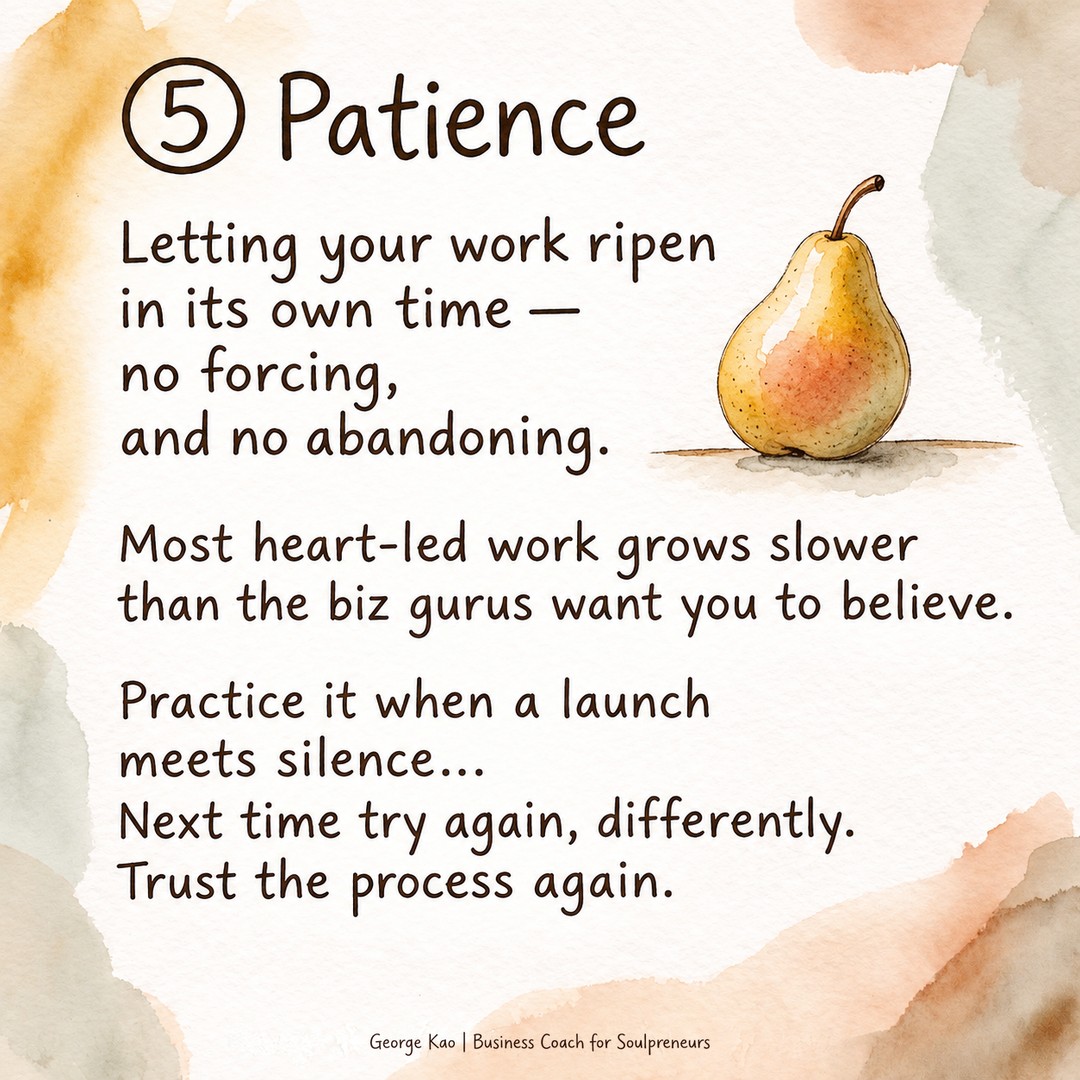 ⑤ Patience
Letting your work ripen
in its own time —
no forcing,
and no abandoning.
Most heart-led work grows slower
than the biz gurus want you to believe.
Practice it when a launch
meets silence...
Next time try again, differently.
Trust the process again.
George Kao | Business Coach for Soulpreneurs